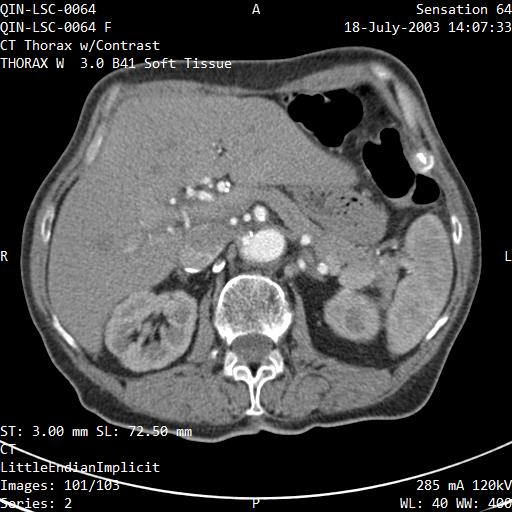 QIN-LSC-0064 A Sensation 64
QIN-LSC-0064 F 18-July-2003 14:07:33
CT Thorax w/Contrast
THORAX W 3.0 B41 Soft Tissue
R L
ST: 3.00 mm SL: 72.50 mm
CT
LittleEndianImplicit
Images: 101/103 285 mA 120kV
Series: 2 P WL: 40 WW: 400